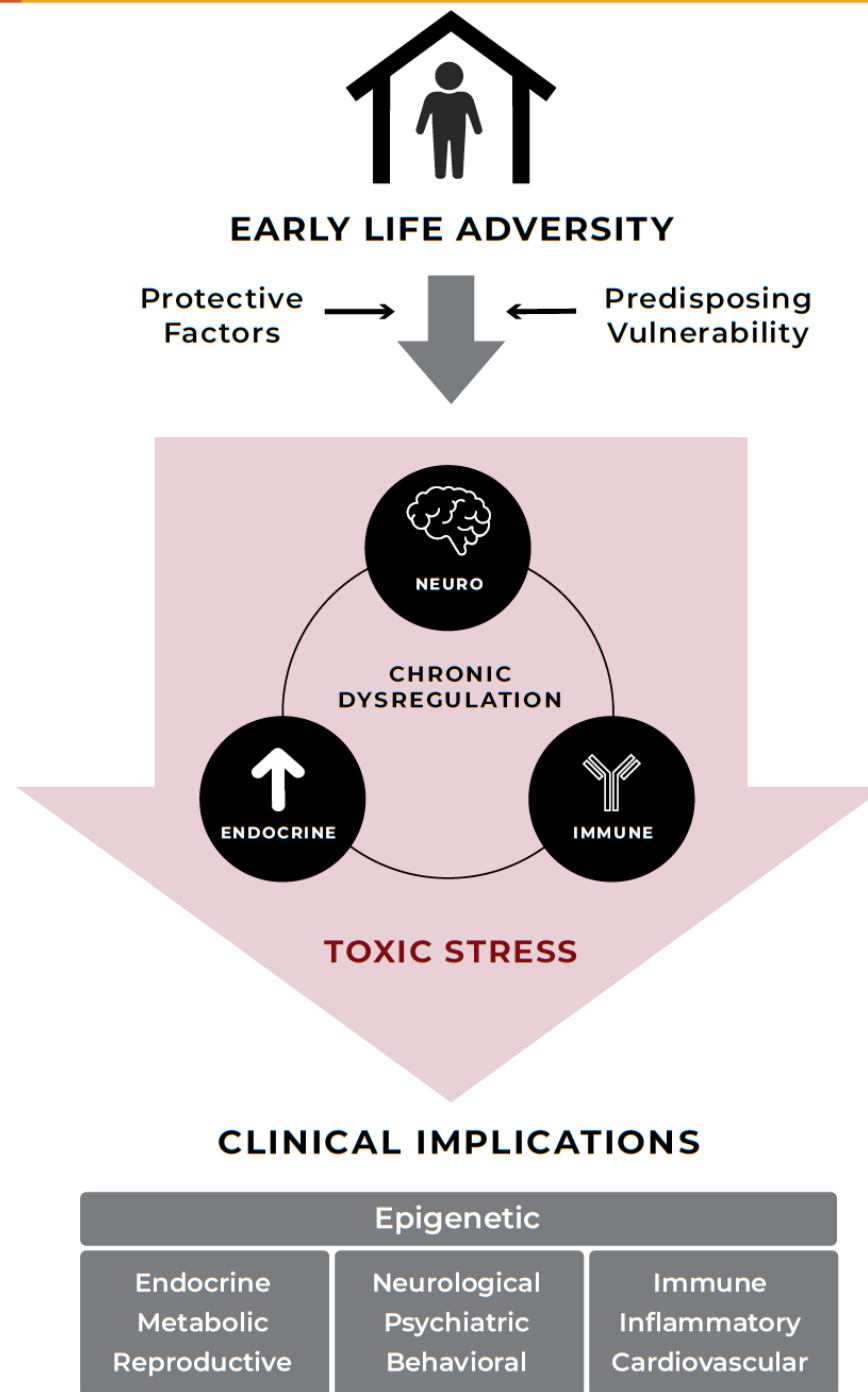 EARLY LIFE ADVERSITY
Protective
Factors
Predisposing
Vulnerability
NEURO
CHRONIC
DYSREGULATION
ENDOCRINE
IMMUNE
TOXIC STRESS
CLINICAL IMPLICATIONS
Epigenetic
Endocrine
Metabolic
Reproductive
Neurological
Psychiatric
Behavioral
Immune
Inflammatory
Cardiovascular